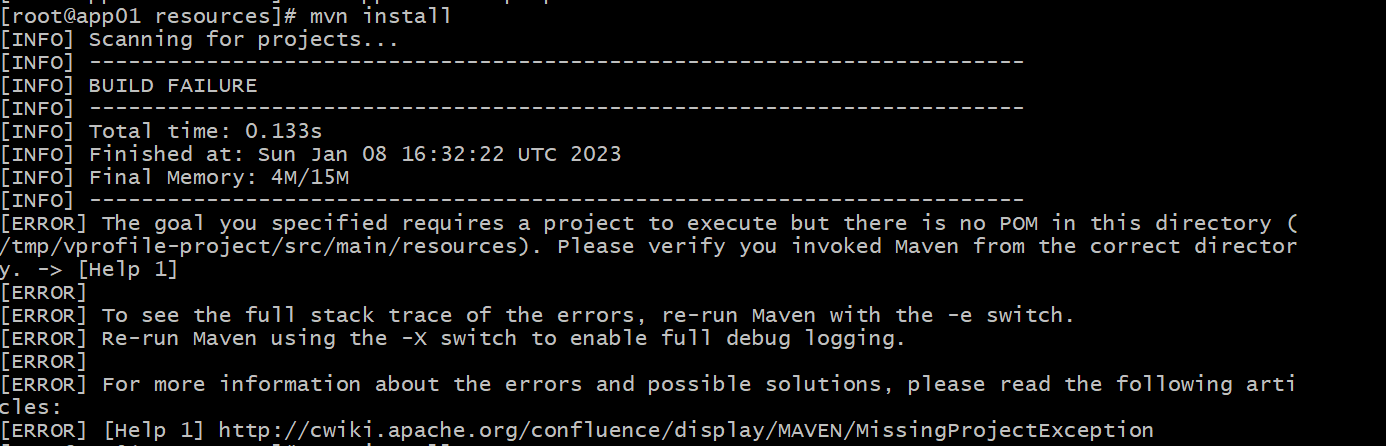 [root@app01 resources]# mvn install
[INFO] Scanning for projects...
[INFO] ------------------------------------------------------------------------
[INFO] BUILD FAILURE
[INFO] ------------------------------------------------------------------------
[INFO] Total time: 0.133s
[INFO] Finished at: Sun Jan 08 16:32:22 UTC 2023
[INFO] Final Memory: 4M/15M
[INFO] ------------------------------------------------------------------------
[ERROR] The goal you specified requires a project to execute but there is no POM in this directory (
/tmp/vprofile-project/src/main/resources). Please verify you invoked Maven from the correct director
y. -> [Help 1]
[ERROR]
[ERROR] To see the full stack trace of the errors, re-run Maven with the -e switch.
[ERROR] Re-run Maven using the -X switch to enable full debug logging.
[ERROR]
[ERROR] For more information about the errors and possible solutions, please read the following arti
cles:
[ERROR] [Help 1] http://cwiki.apache.org/confluence/display/MAVEN/MissingProjectException